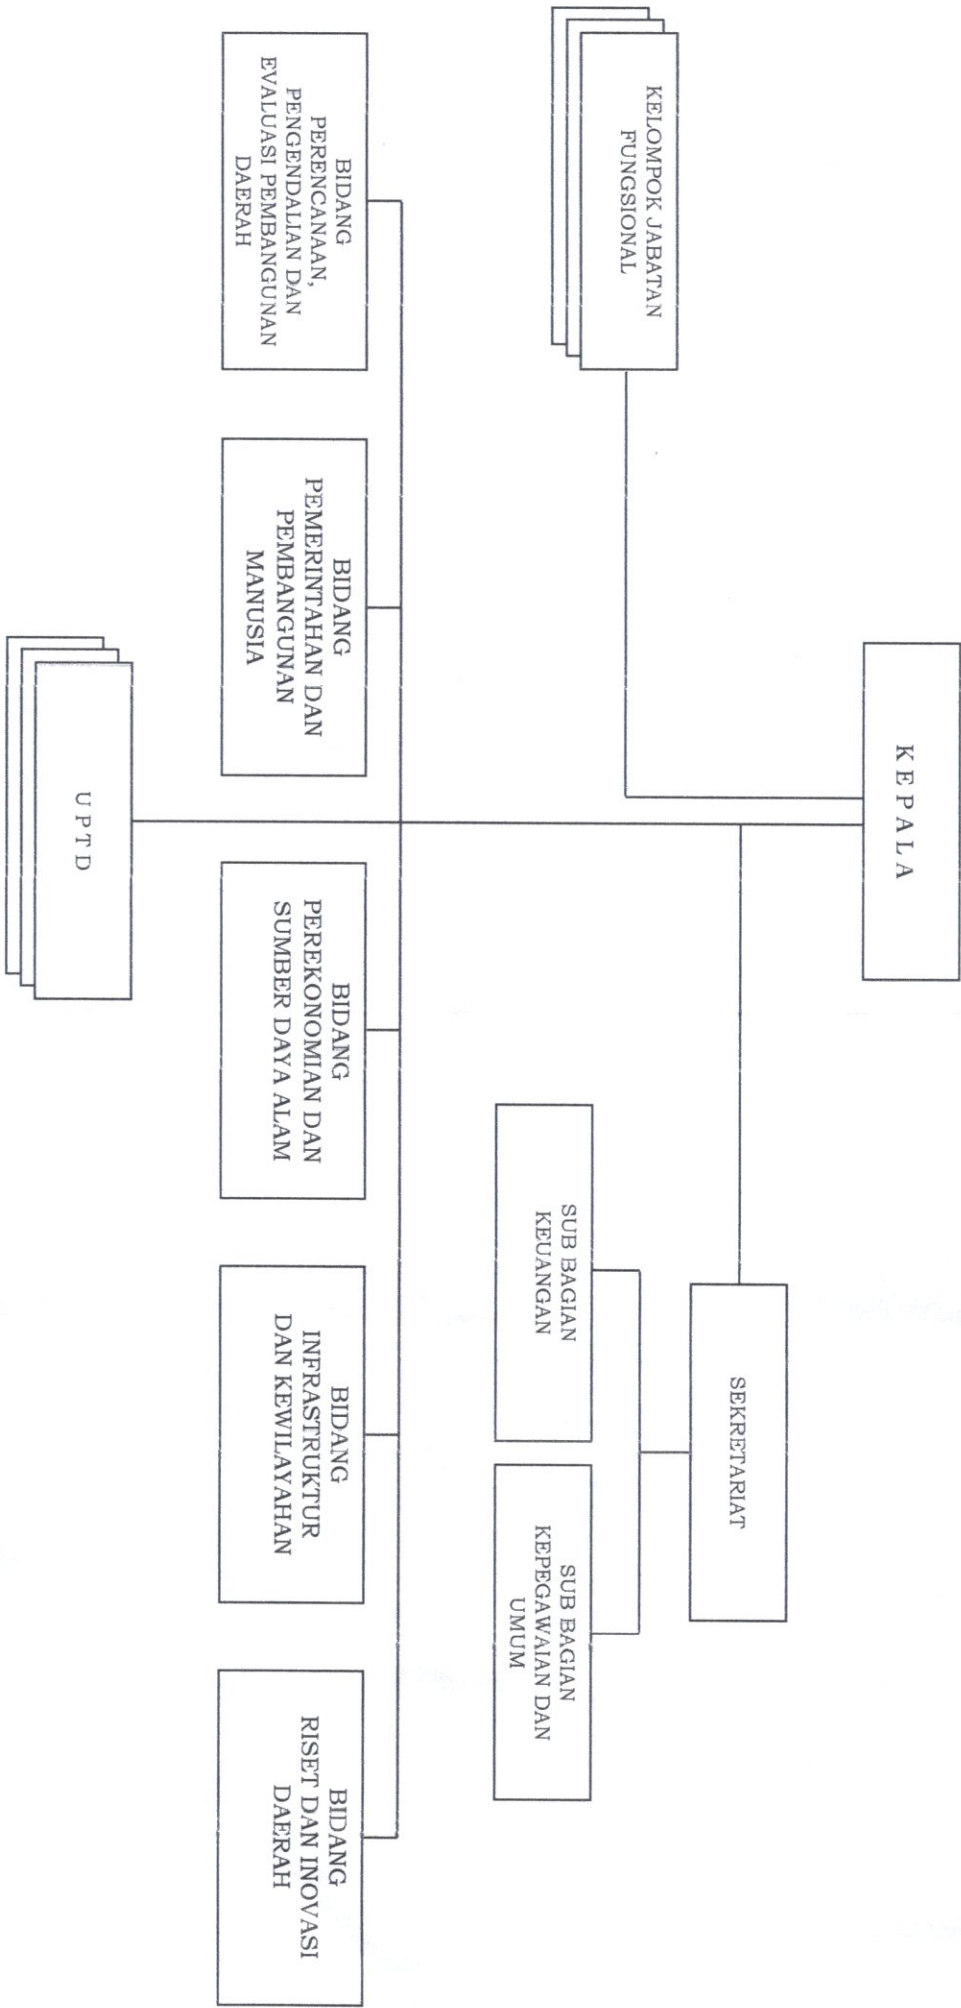 K E P A L A
KELOMPOK JABATAN
FUNGSIONAL
SEKRETARIAT
SUB BAGIAN
KEUANGAN
SUB BAGIAN
KEPEGAWAIAN DAN
UMUM
BIDANG
PERENCANAAN,
PENGENDALIAN DAN
EVALUASI PEMBANGUNAN
DAERAH
BIDANG
PEMERINTAHAN DAN
PEMBANGUNAN
MANUSIA
BIDANG
PEREKONOMIAN DAN
SUMBER DAYA ALAM
BIDANG
INFRASTRUKTUR
DAN KEWILAYAHAN
BIDANG
RISET DAN INOVASI
DAERAH
U P T D